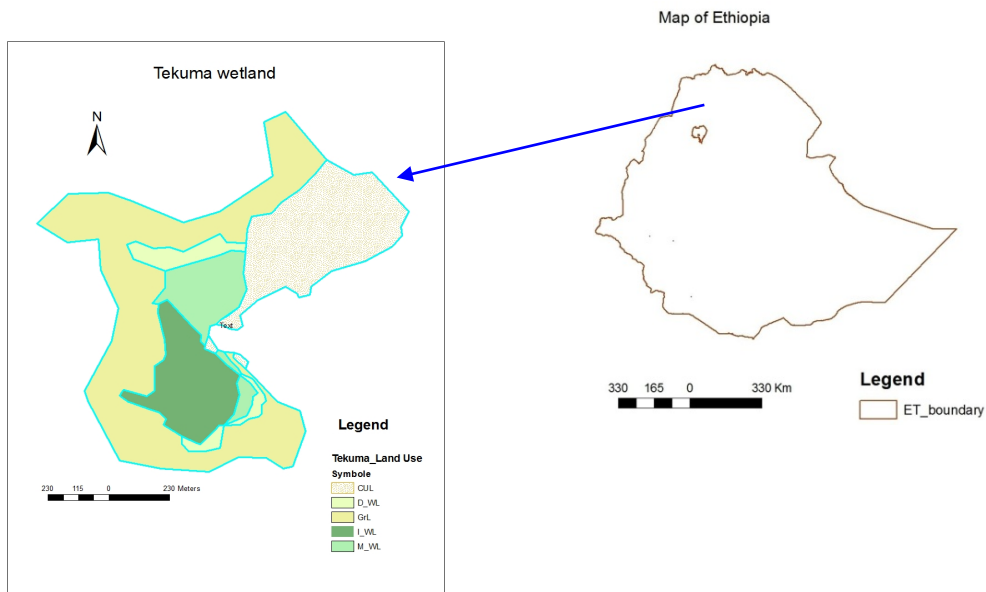 Map of Ethiopia
Tekuma wetland
N
Text
Legend
Tekuma_Land Use
Symbole
CUL
D_WL
GrL
I_WL
M_WL
230 115 0 230 Meters
330 165 0 330 Km
Legend
ET_boundary